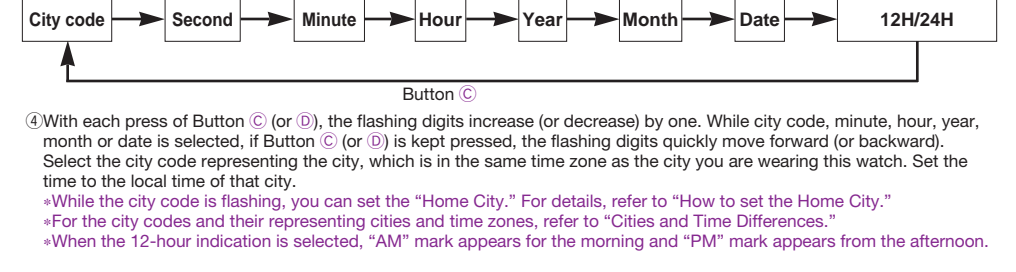 City code Second Minute Hour Year Month Date 12H/24H
Button Ⓒ
④With each press of Button Ⓒ (or Ⓓ), the flashing digits increase (or decrease) by one. While city code, minute, hour, year,
month or date is selected, if Button Ⓒ (or Ⓓ) is kept pressed, the flashing digits quickly move forward (or backward).
Select the city code representing the city, which is in the same time zone as the city you are wearing this watch. Set the
time to the local time of that city.
*While the city code is flashing, you can set the “Home City.” For details, refer to “How to set the Home City.”
*For the city codes and their representing cities and time zones, refer to “Cities and Time Differences.”
*When the 12-hour indication is selected, “AM” mark appears for the morning and “PM” mark appears from the afternoon.